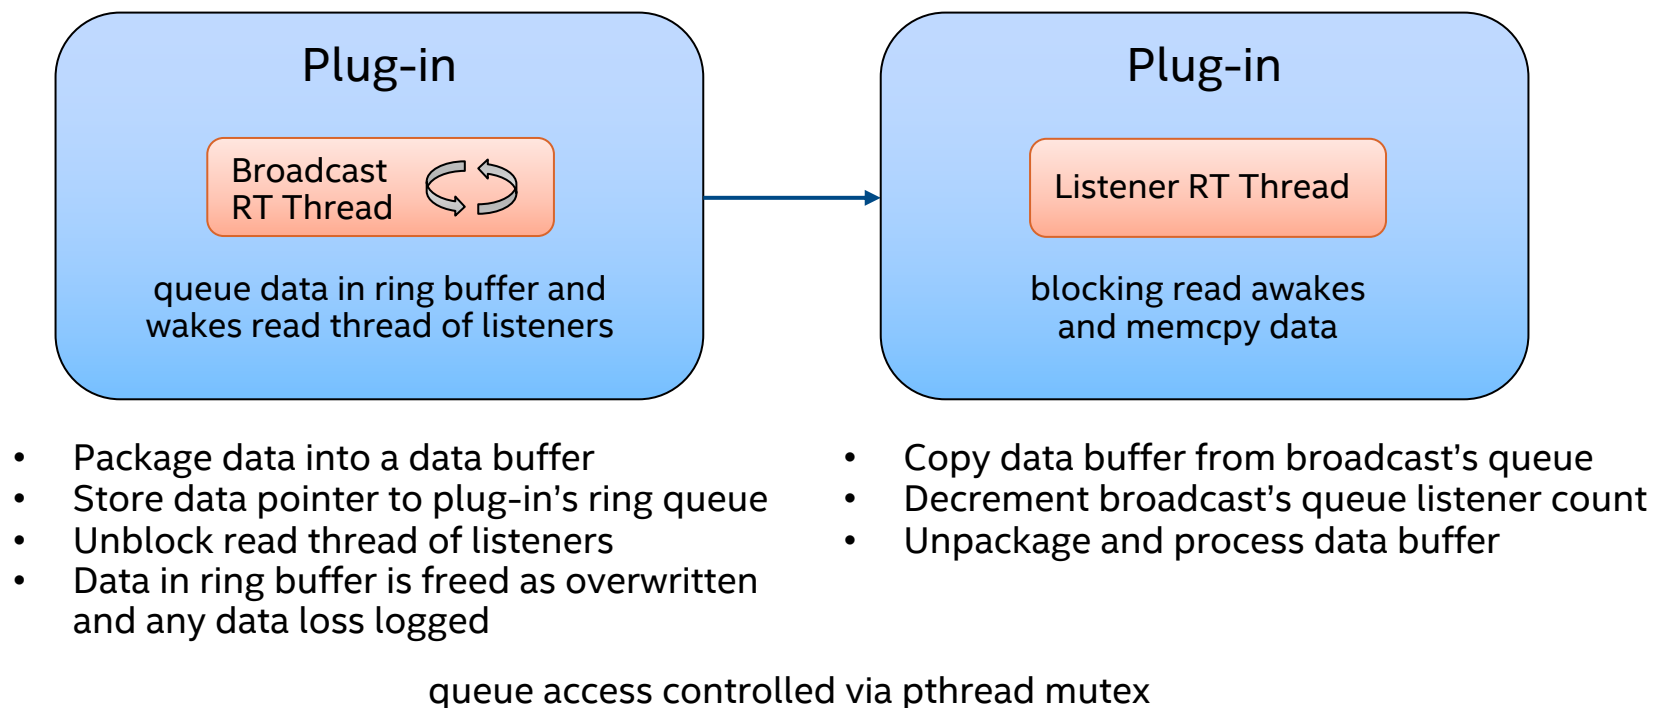 Plug-in
Broadcast
RT Thread
queue data in ring buffer and
wakes read thread of listeners
Plug-in
Listener RT Thread
blocking read awakes
and memcpy data
• Package data into a data buffer
• Store data pointer to plug-in’s ring queue
• Unblock read thread of listeners
• Data in ring buffer is freed as overwritten
and any data loss logged
• Copy data buffer from broadcast’s queue
• Decrement broadcast’s queue listener count
• Unpackage and process data buffer
queue access controlled via pthread mutex